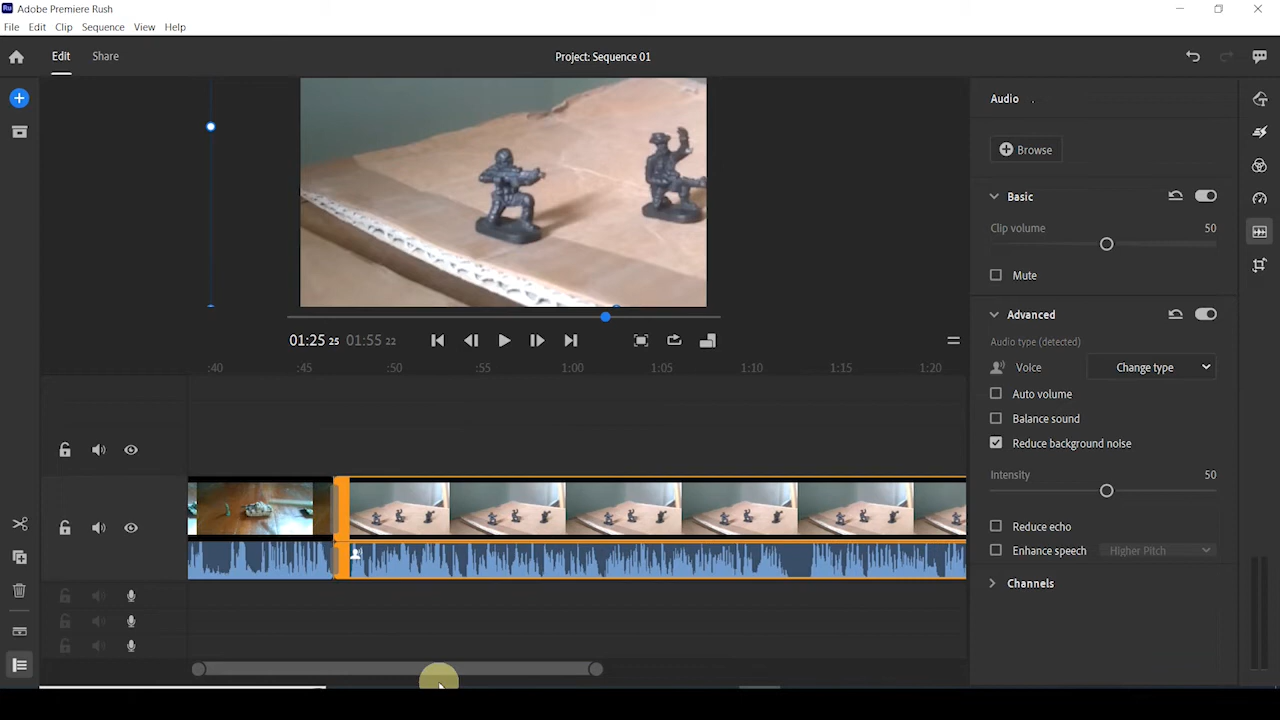 Ru Adobe Premiere Rush
File Edit Clip Sequence View Help
Edit Share Project: Sequence 01
Audio
Browse
Basic
Clip volume 50
Mute
Advanced
01:25 25 01:55 22
Audio type (detected)
Voice Change type
:40 :45 :50 :55 1:00 1:05 1:10 1:15 1:20
Auto volume
Balance sound
Reduce background noise
Intensity 50
Reduce echo
Enhance speech Higher Pitch
Channels